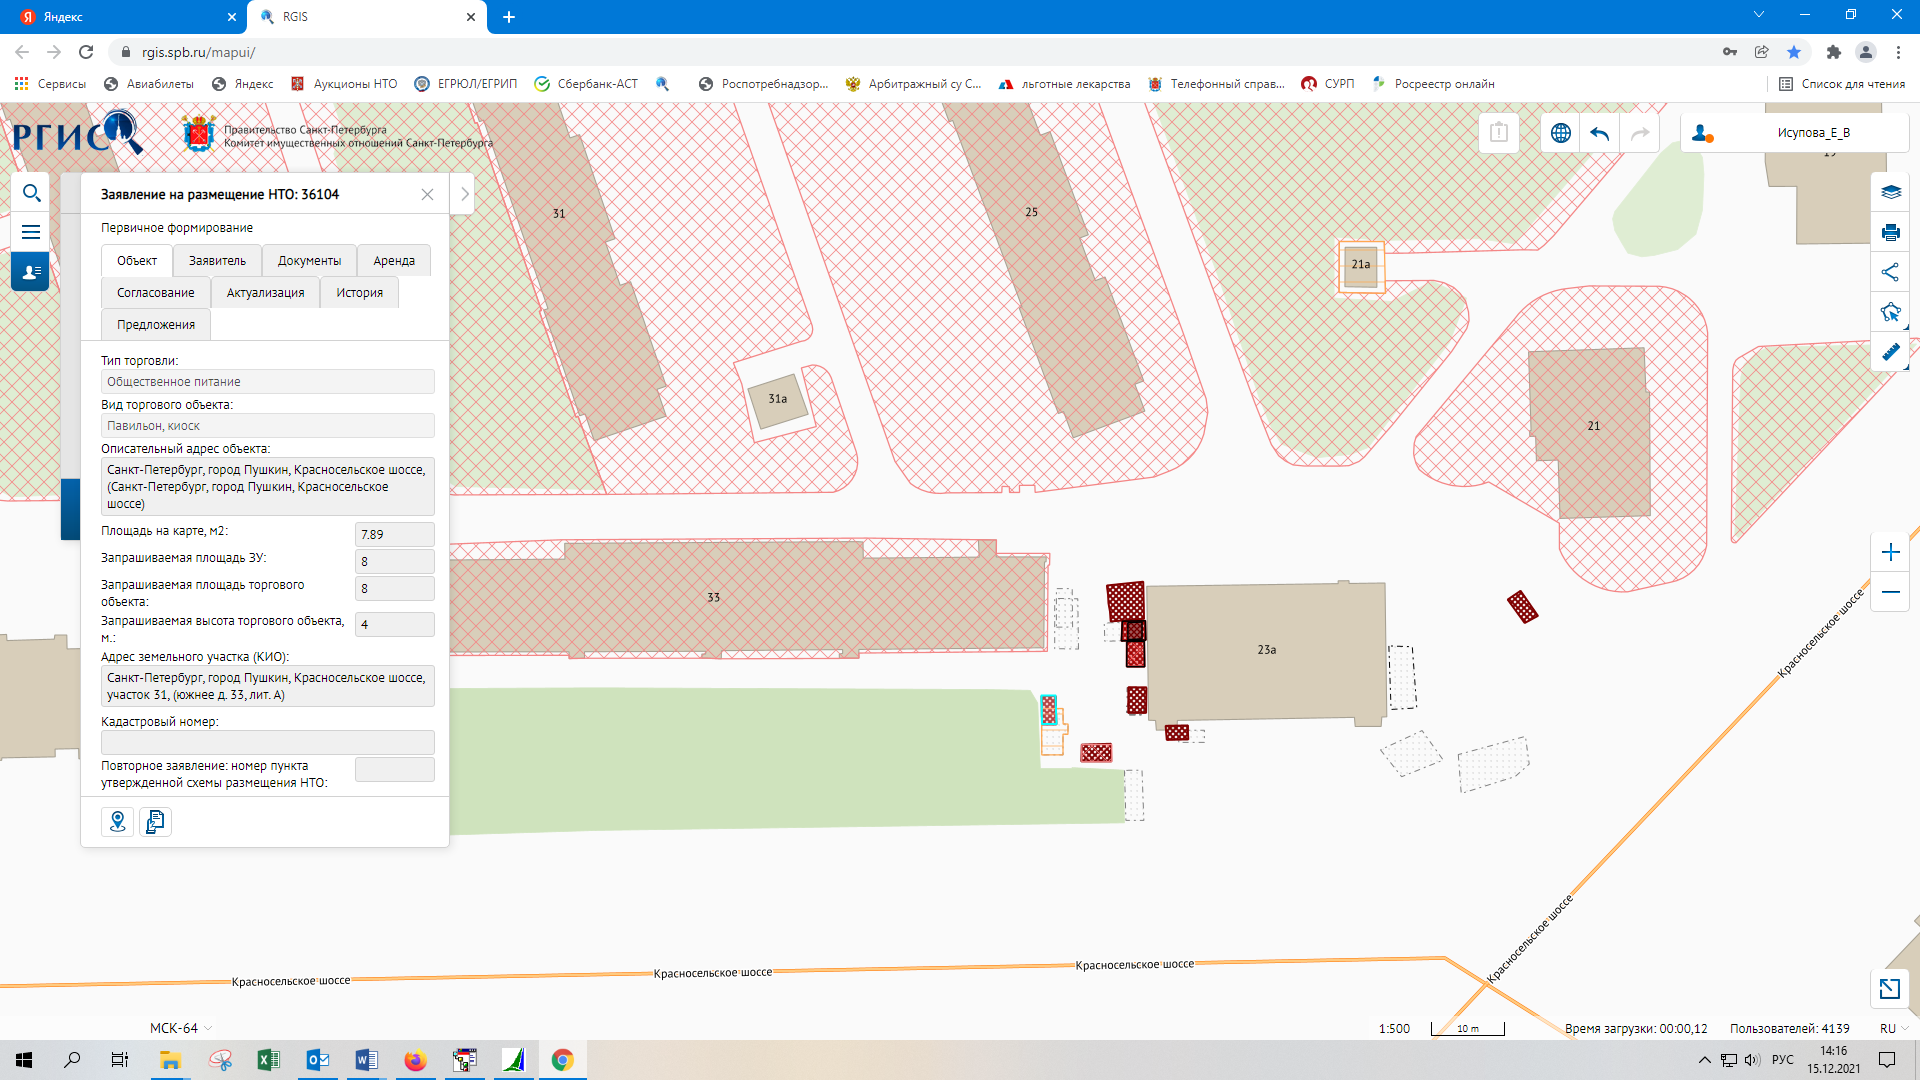 Яндекс
RGIS
rgis.spb.ru/mapui/
Сервисы
Авиабилеты
Яндекс
Аукционы НТО
ЕГРЮЛ/ЕГРИП
Сбербанк-АСТ
Роспотребнадзор...
Арбитражный су С...
льготные лекарства
Телефонный справ...
СУРП
Росреестр онлайн
Список для чтения
РГИС
Правительство Санкт-Петербурга
Комитет имущественных отношений Санкт-Петербурга
Исупова_Е_В
Заявление на размещение НТО: 36104
Первичное формирование
Объект
Заявитель
Документы
Аренда
Согласование
Актуализация
История
Предложения
Тип торговли:
Общественное питание
Вид торгового объекта:
Павильон, киоск
Описательный адрес объекта:
Санкт-Петербург, город Пушкин, Красносельское шоссе,
(Санкт-Петербург, город Пушкин, Красносельское
шоссе)
Площадь на карте, м2:
7.89
Запрашиваемая площадь ЗУ:
8
Запрашиваемая площадь торгового
объекта:
8
Запрашиваемая высота торгового объекта,
м.:
4
Адрес земельного участка (КИО):
Санкт-Петербург, город Пушкин, Красносельское шоссе,
участок 31, (южнее д. 33, лит. А)
Кадастровый номер:
Повторное заявление: номер пункта
утвержденной схемы размещения НТО:
31
25
21а
31а
21
33
23а
Красносельское шоссе
Красносельское шоссе
Красносельское шоссе
Красносельское шоссе
Красносельское шоссе
МСК-64
1:500
10 m
Время загрузки: 00:00,12
Пользователей: 4139
RU
РУС
14:16
15.12.2021